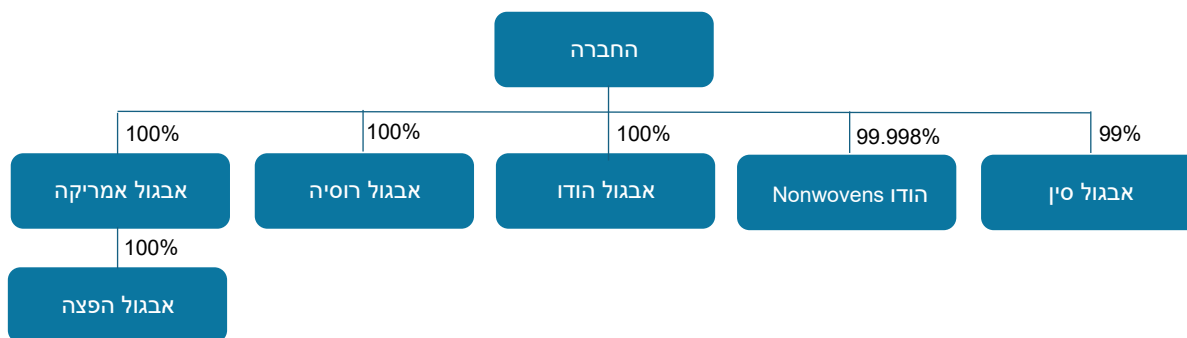 החברה
99%
99.998%
100%
100%
100%
אבגול סין
הודו Nonwovens
אבגול הודו
אבגול רוסיה
אבגול אמריקה
100%
אבגול הפצה